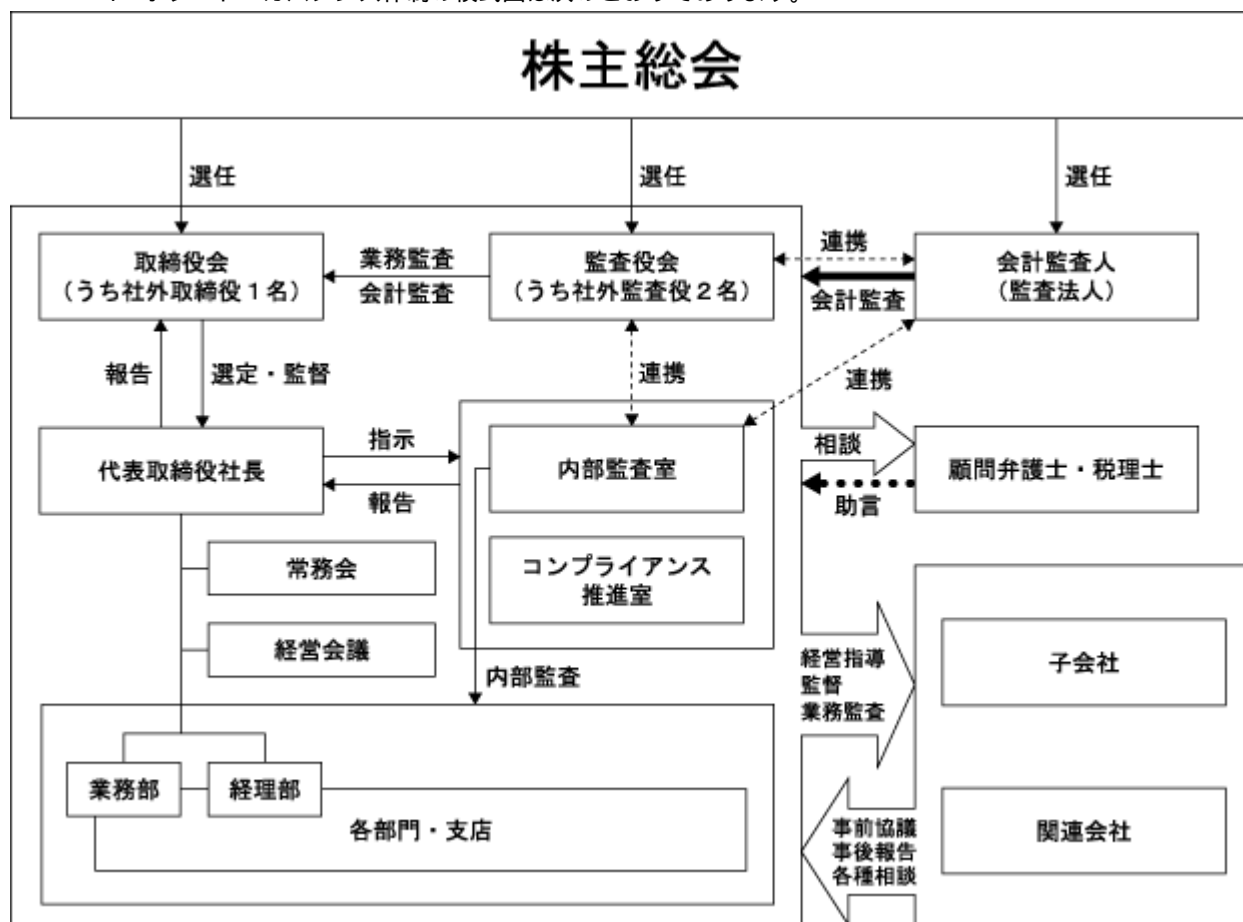 株主総会
選任
選任
選任
取締役会
（うち社外取締役１名）
業務監査
会計監査
監査役会
（うち社外監査役２名）
連携
会計監査
会計監査人
（監査法人）
報告
選定・監督
連携
連携
代表取締役社長
指示
報告
内部監査室
相談
助言
顧問弁護士・税理士
コンプライアンス
推進室
常務会
経営会議
内部監査
経営指導
監督
業務監査
子会社
業務部
経理部
各部門・支店
事前協議
事後報告
各種相談
関連会社